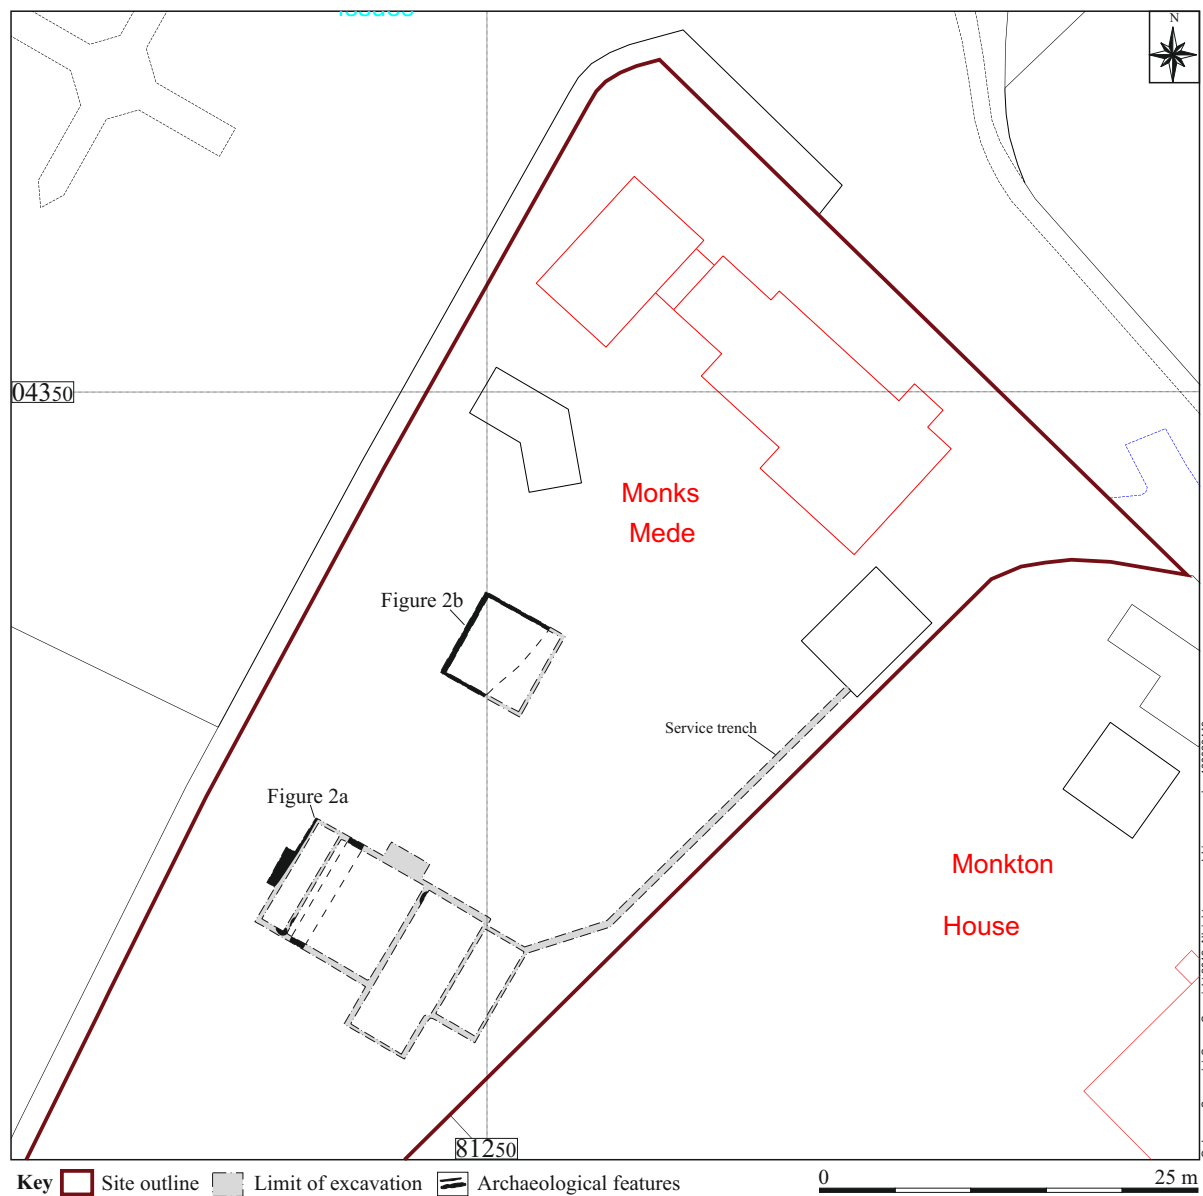 N
04350
Monks
Mede
Figure 2b
Service trench
Figure 2a
Monkton
House
81250
Key Site outline Limit of excavation Archaeological features
0 25 m